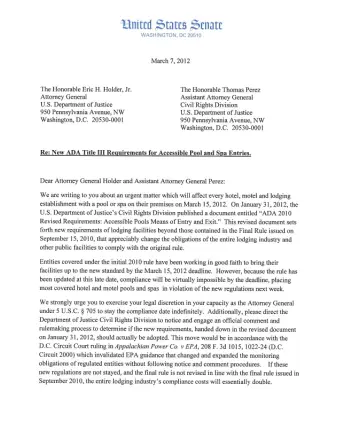 United States Senate
WASHINGTON, DC 20510
March 7, 2012
The Honorable Eric H. Holder, Jr.
Attorney General
U.S. Department of Justice
950 Pennsylvania Avenue, NW
Washington, D.C. 20530-0001
The Honorable Thomas Perez
Assistant Attorney General
Civil Rights Division
U.S. Department of Justice
950 Pennsylvania Avenue, NW
Washington, D.C. 20530-0001
Re: New ADA Title III Requirements for Accessible Pool and Spa Entries.
Dear Attorney General Holder and Assistant Attorney General Perez:
We are writing to you about an urgent matter which will affect every hotel, motel and lodging
establishment with a pool or spa on their premises on March 15, 2012. On January 31, 2012, the
U.S. Department of Justice's Civil Rights Division published a document entitled "ADA 2010
Revised Requirements: Accessible Pools Means of Entry and Exit." This revised document sets
forth new requirements of lodging facilities beyond those contained in the Final Rule issued on
September 15, 2010, that appreciably change the obligations of the entire lodging industry and
other public facilities to comply with the original rule.
Entities covered under the initial 2010 rule have been working in good faith to bring their
facilities up to the new standard by the March 15, 2012 deadline. However, because the rule has
been updated at this late date, compliance will be virtually impossible by the deadline, placing
most covered hotel and motel pools and spas in violation of the new regulations next week.
We strongly urge you to exercise your legal discretion in your capacity as the Attorney General
under 5 U.S.C. § 705 to stay the compliance date indefinitely. Additionally, please direct the
Department of Justice Civil Rights Division to notice and engage an official comment and
rulemaking process to determine if the new requirements, handed down in the revised document
on January 31, 2012, should actually be adopted. This move would be in accordance with the
D.C. Circuit Court ruling in Appalachian Power Co. v EPA, 208 F. 3d 1015, 1022-24 (D.C.
Circuit 2000) which invalidated EPA guidance that changed and expanded the monitoring
obligations of regulated entities without following notice and comment procedures. If these
new regulations are not stayed, and the final rule is not revised in line with the final rule issued in
September 2010, the entire lodging industry's compliance costs will essentially double.